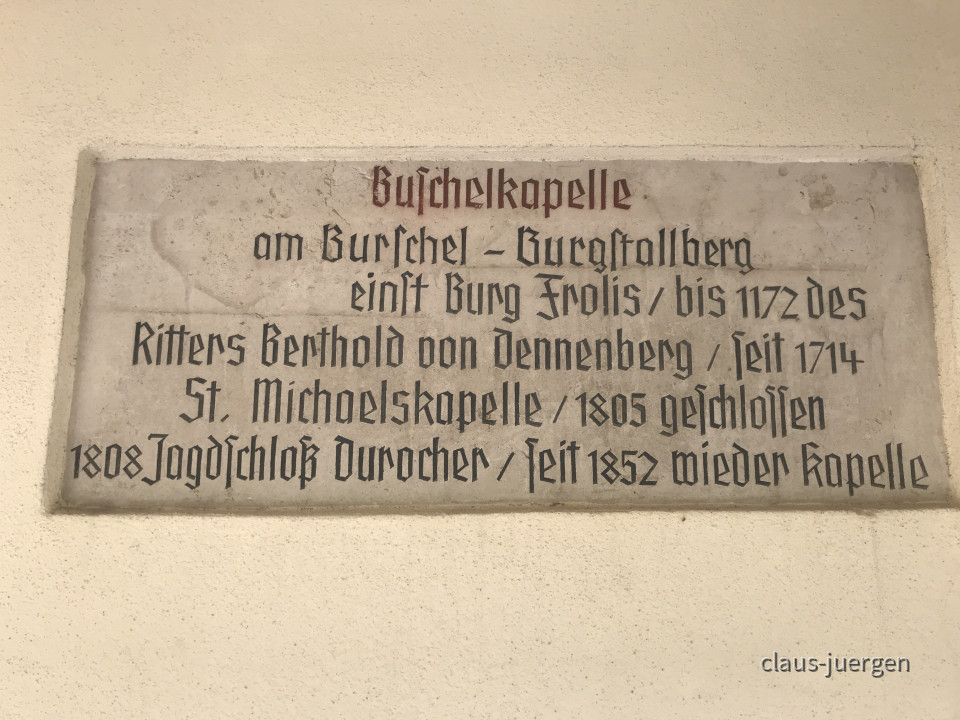 Buſchelkapelle
am Burſchel – Burgſtallberg
einſt Burg Frolis / bis 1172 des
Ritters Berthold von Dennenberg / ſeit 1714
St. Michaelskapelle / 1805 geſchloſſen
1808 Jagdſchloß Durocher / ſeit 1852 wieder Kapelle
claus-juergen